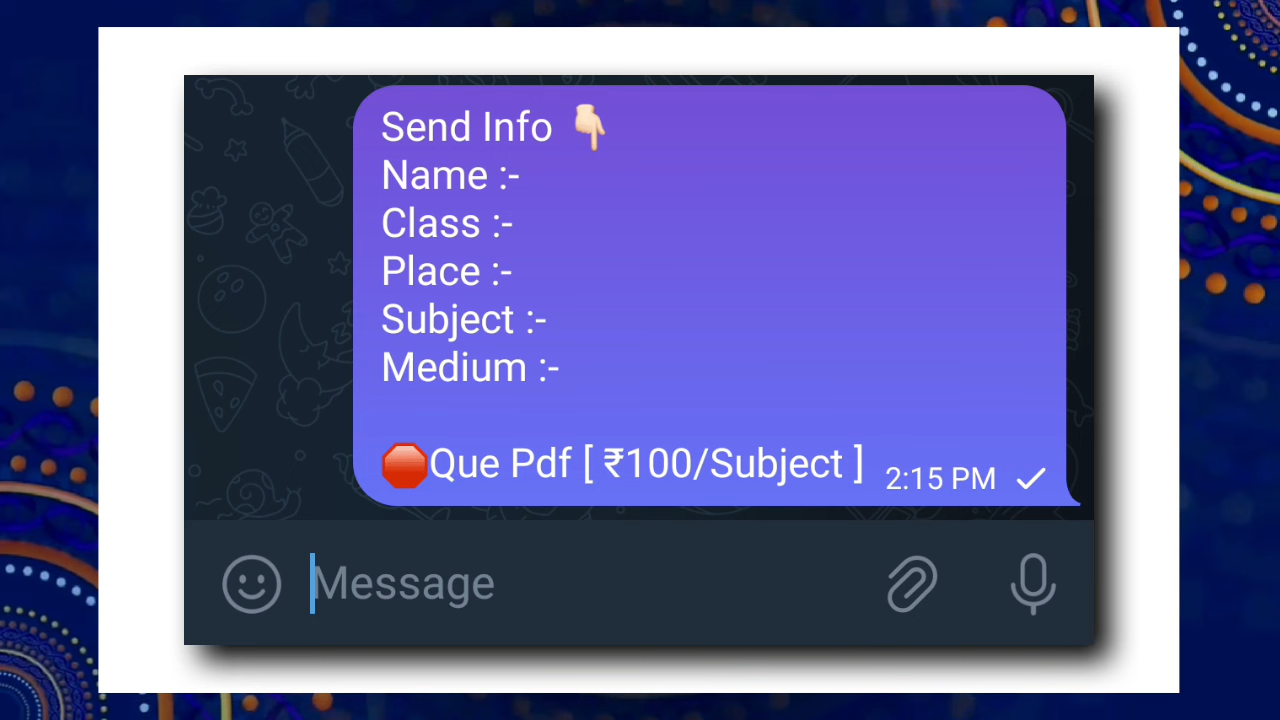 Send Info 👇🏻
Name :-
Class :-
Place :-
Subject :-
Medium :-
🛑Que Pdf [ ₹100/Subject ] 2:15 PM
Message